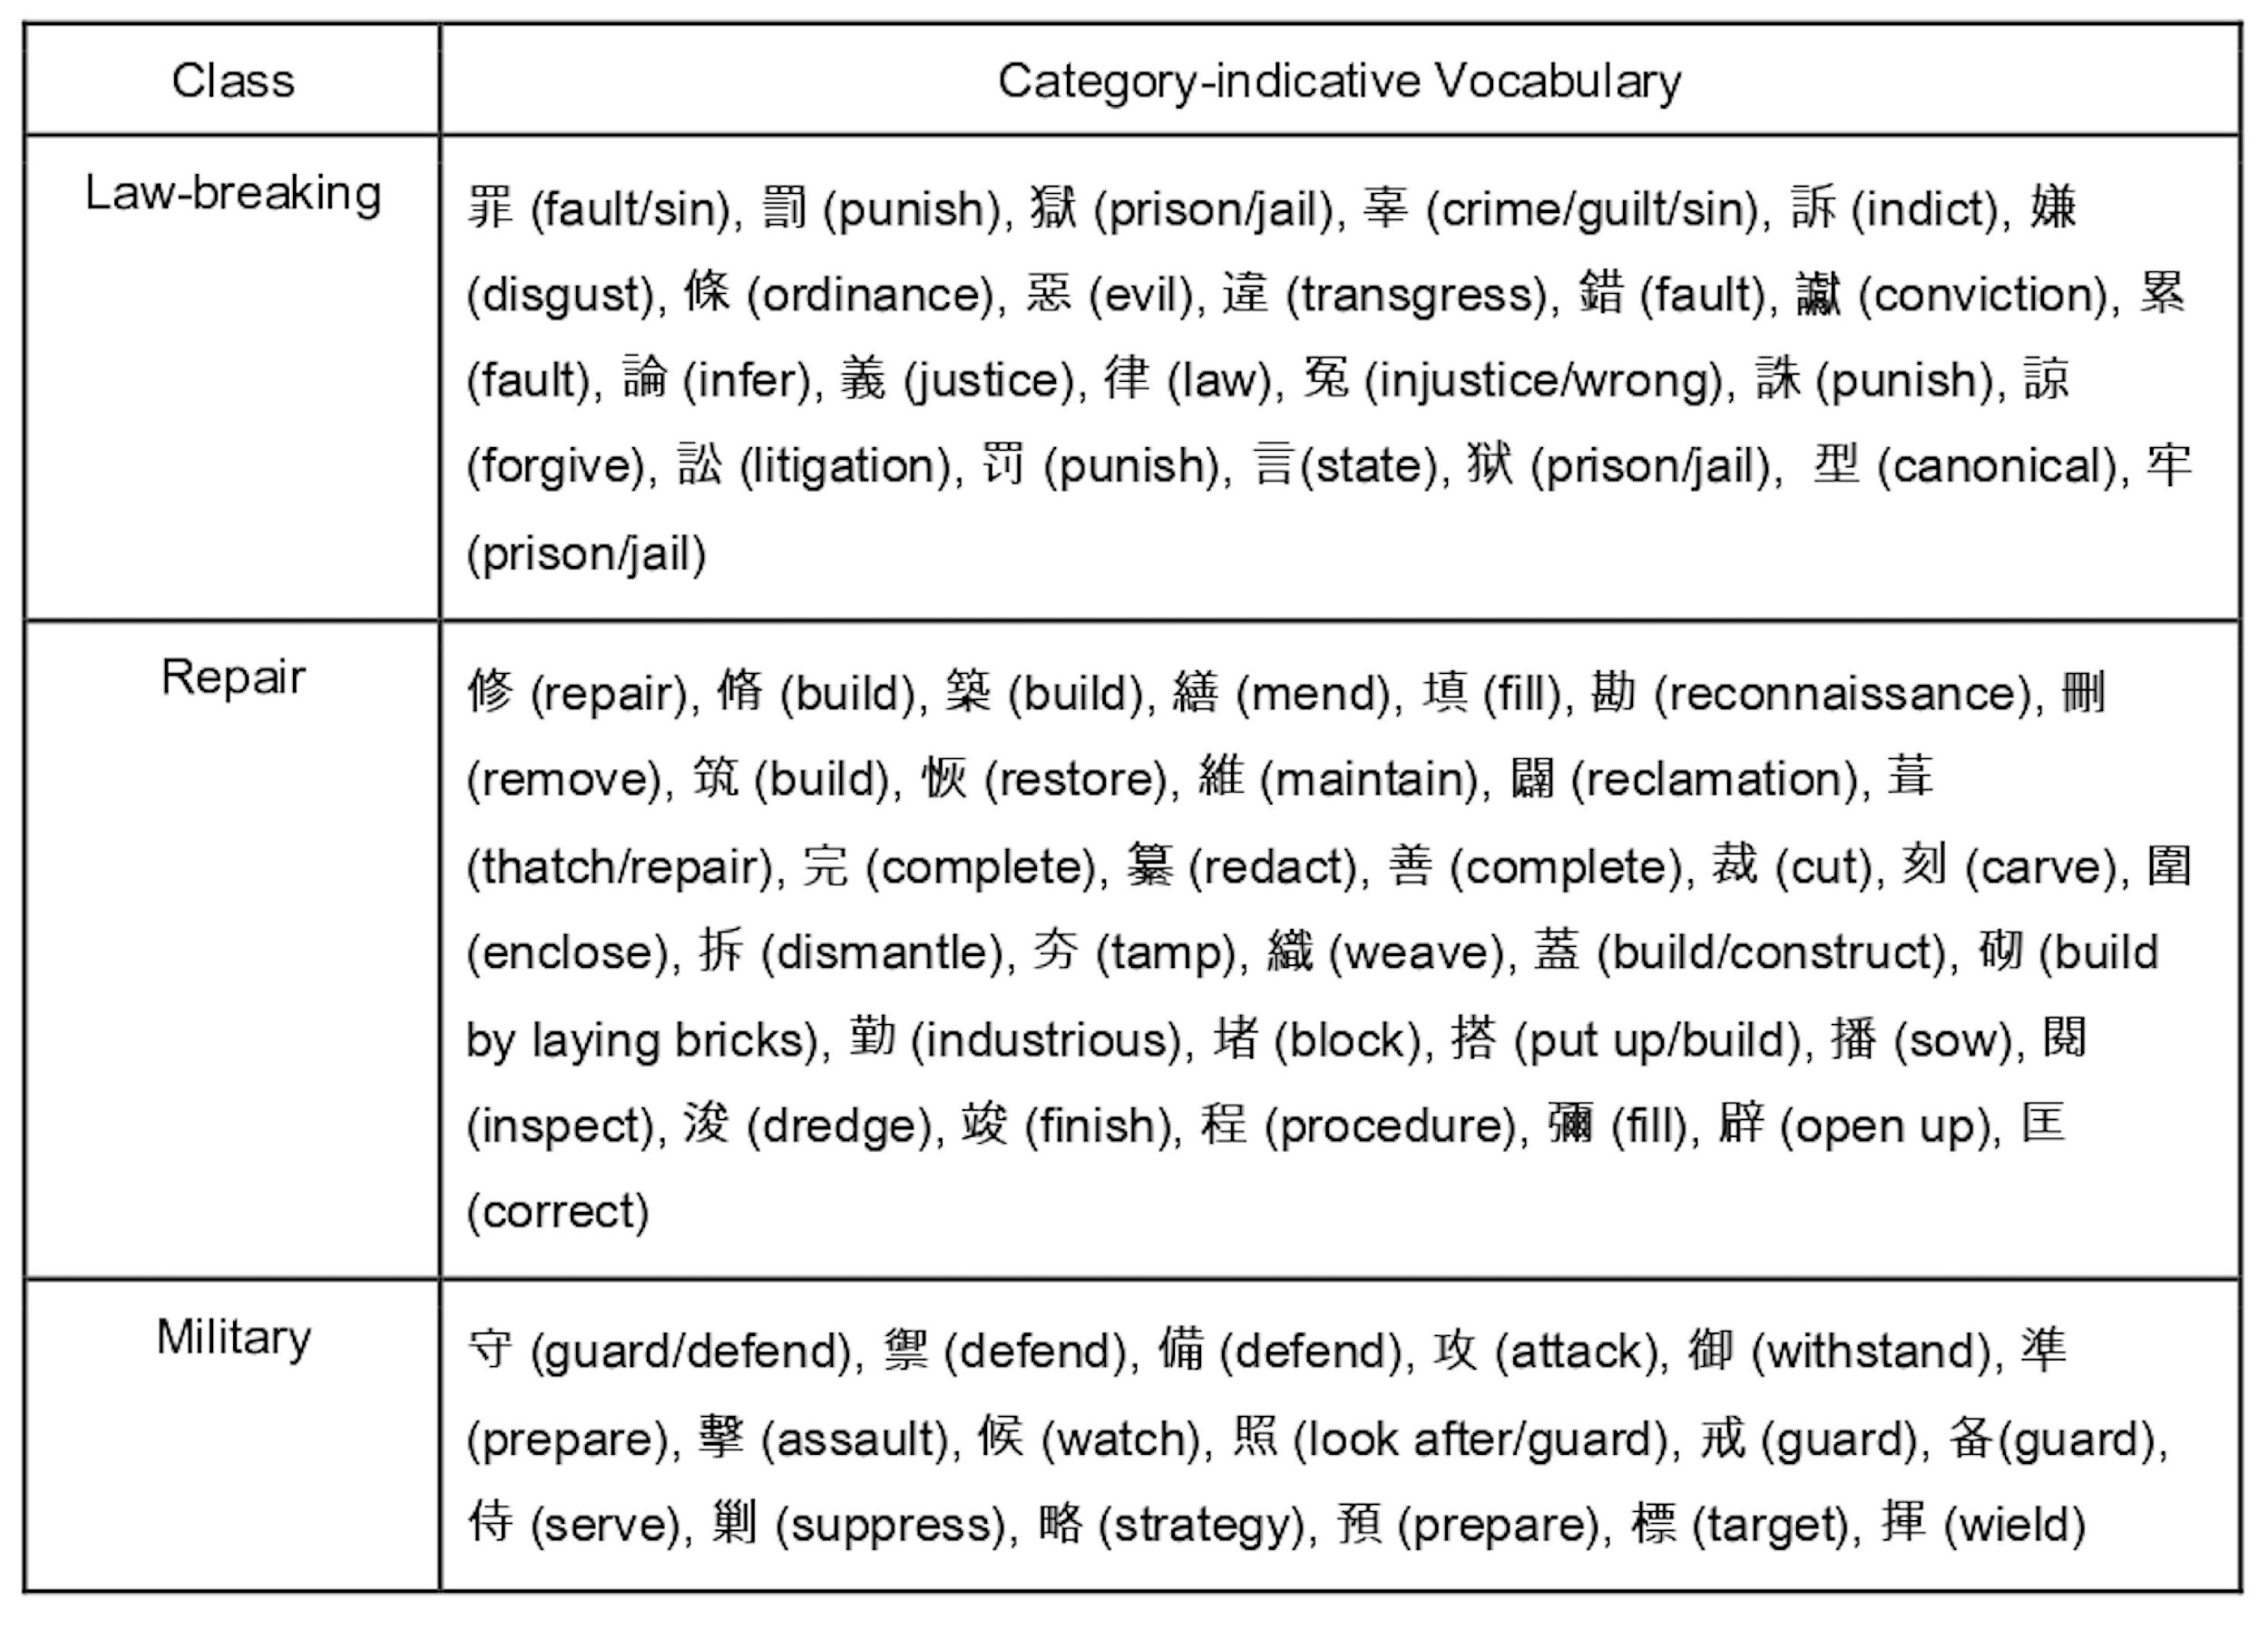 Class Category-indicative Vocabulary
Law-breaking 罪 (fault/sin), 罰 (punish), 獄 (prison/jail), 辜 (crime/guilt/sin), 訴 (indict), 嫌
(disgust), 條 (ordinance), 惡 (evil), 違 (transgress), 錯 (fault), 讞 (conviction), 累
(fault), 論 (infer), 義 (justice), 律 (law), 冤 (injustice/wrong), 誅 (punish), 諒
(forgive), 訟 (litigation), 罚 (punish), 言(state), 狱 (prison/jail), 型 (canonical), 牢
(prison/jail)
Repair 修 (repair), 脩 (build), 築 (build), 繕 (mend), 填 (fill), 勘 (reconnaissance), 刪
(remove), 筑 (build), 恢 (restore), 維 (maintain), 闢 (reclamation), 葺
(thatch/repair), 完 (complete), 纂 (redact), 善 (complete), 裁 (cut), 刻 (carve), 圍
(enclose), 拆 (dismantle), 夯 (tamp), 織 (weave), 蓋 (build/construct), 砌 (build
by laying bricks), 勤 (industrious), 堵 (block), 搭 (put up/build), 播 (sow), 閱
(inspect), 浚 (dredge), 竣 (finish), 程 (procedure), 彌 (fill), 辟 (open up), 匡
(correct)
Military 守 (guard/defend), 禦 (defend), 備 (defend), 攻 (attack), 御 (withstand), 準
(prepare), 擊 (assault), 候 (watch), 照 (look after/guard), 戒 (guard), 备(guard),
侍 (serve), 剿 (suppress), 略 (strategy), 預 (prepare), 標 (target), 揮 (wield)